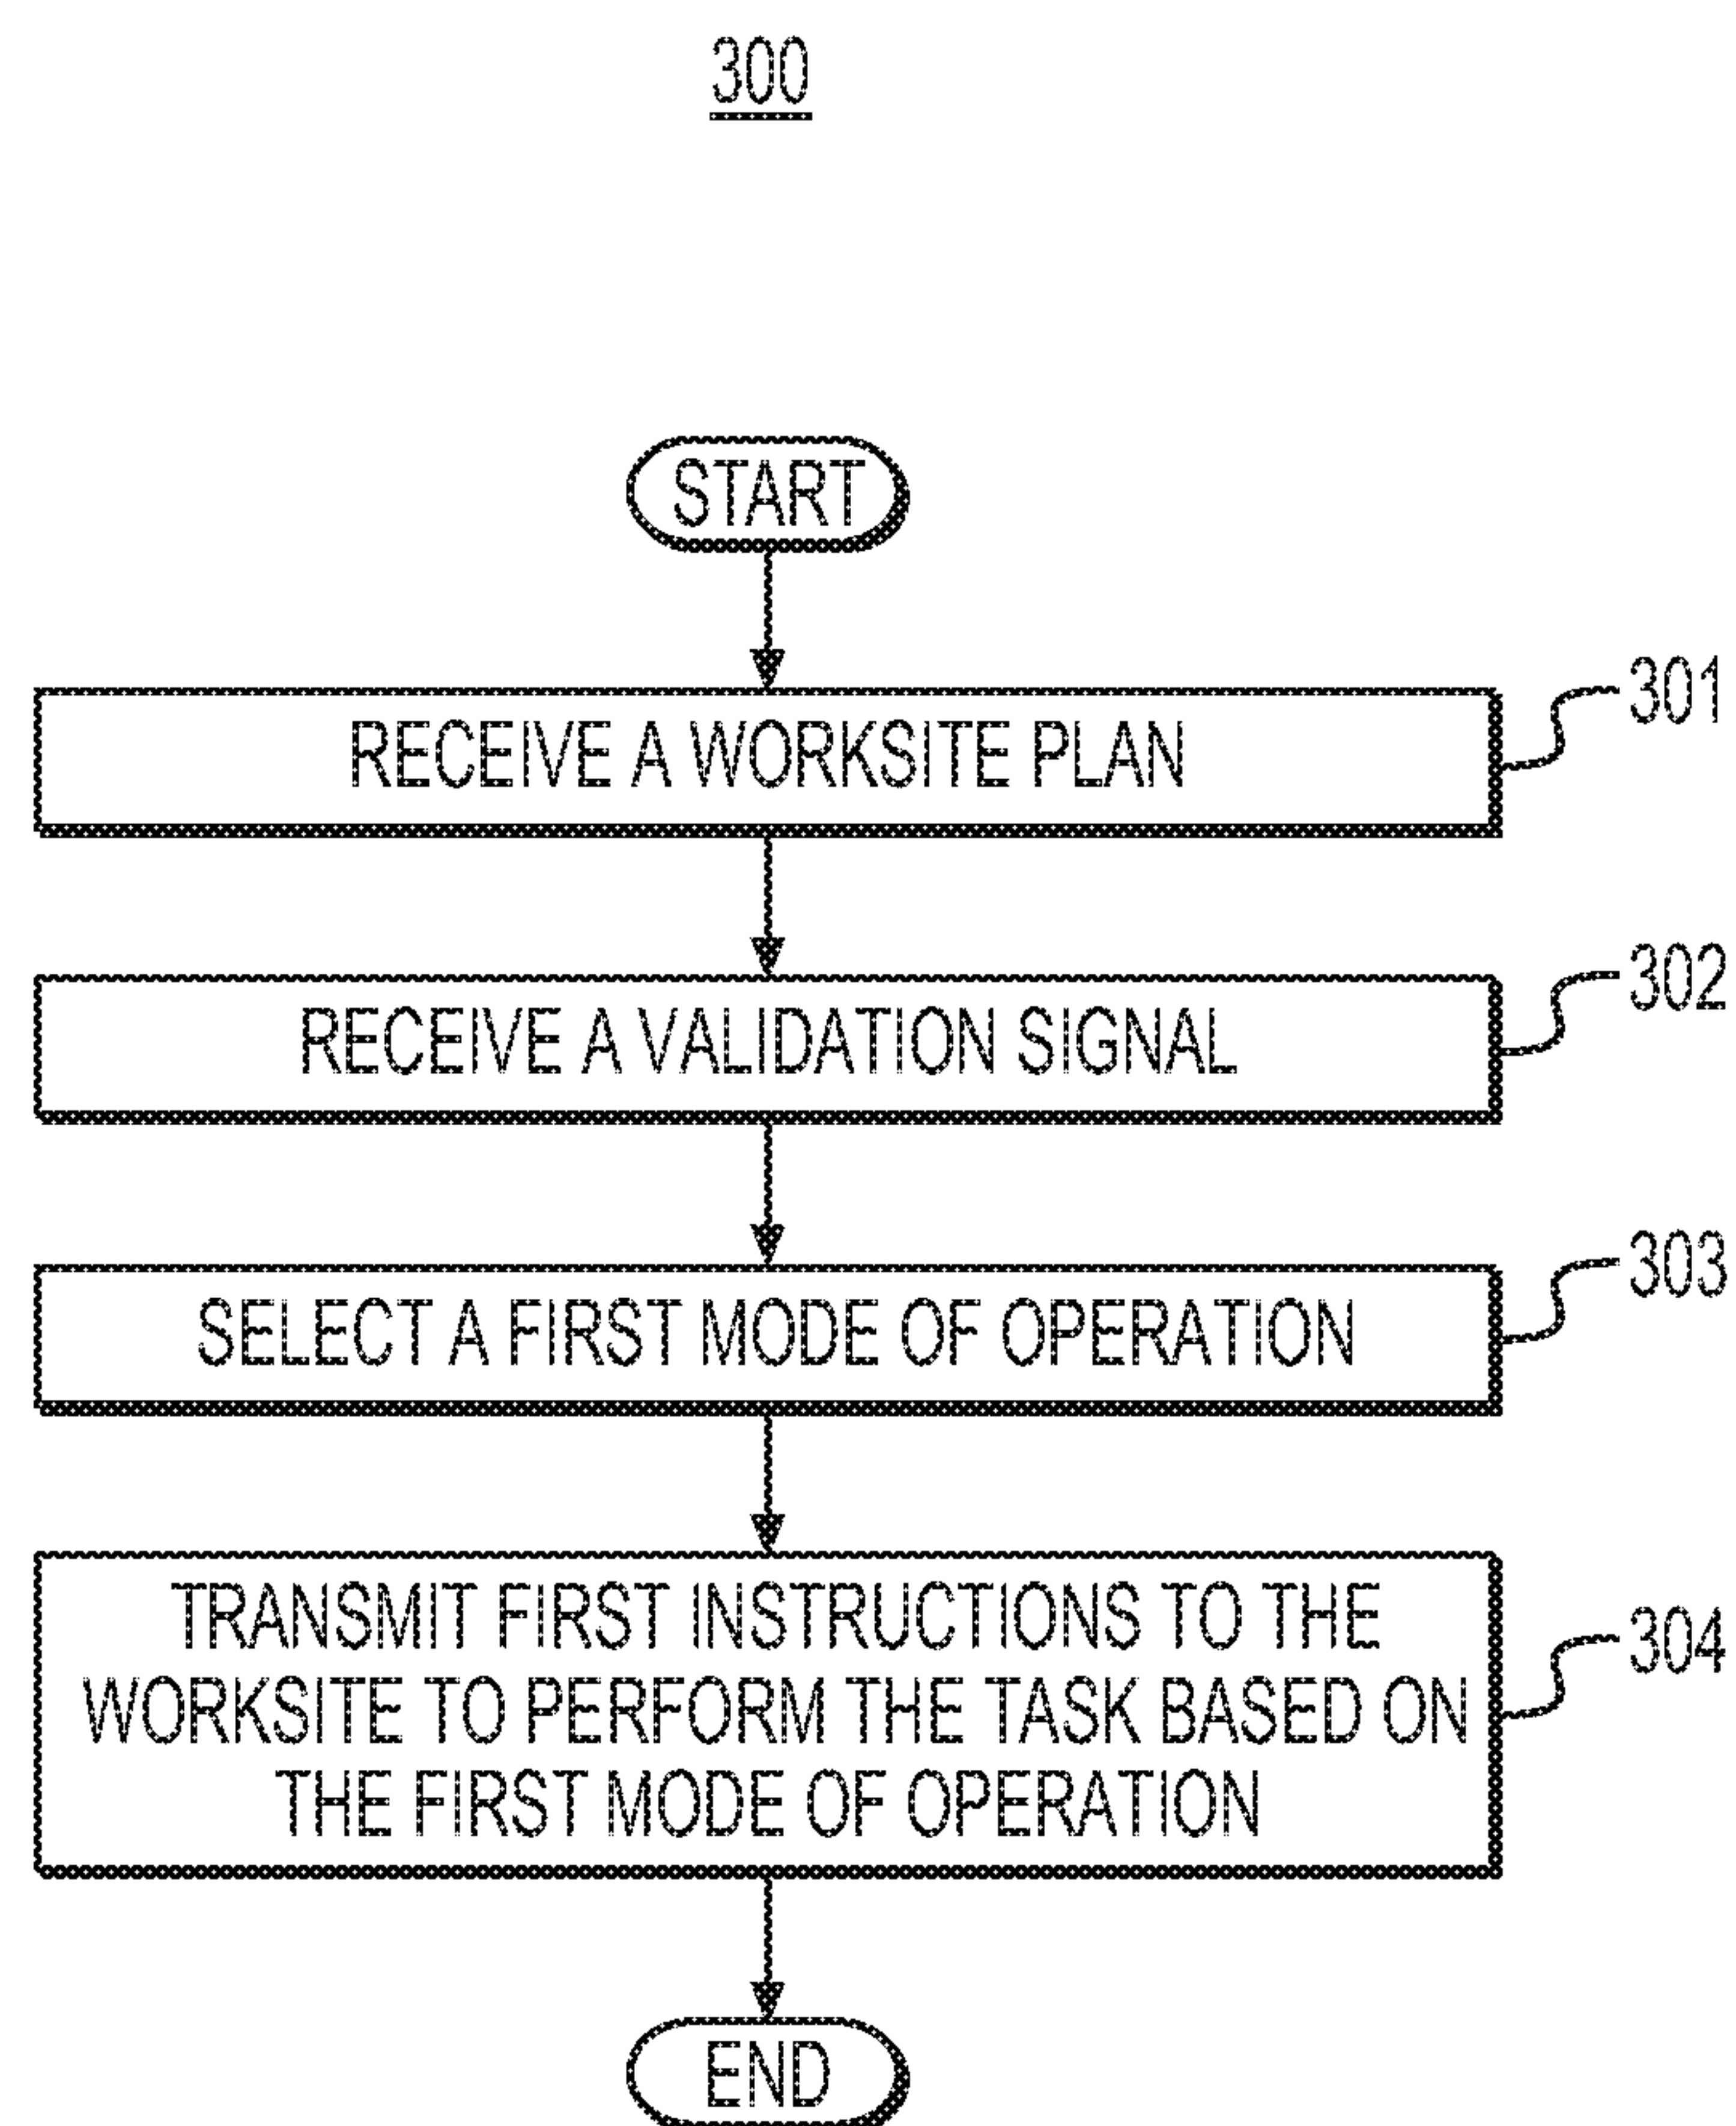 300
START
RECEIVE A WORKSITE PLAN
301
RECEIVE A VALIDATION SIGNAL
302
SELECT A FIRST MODE OF OPERATION
303
TRANSMIT FIRST INSTRUCTIONS TO THE
WORKSITE TO PERFORM THE TASK BASED ON
THE FIRST MODE OF OPERATION
304
END